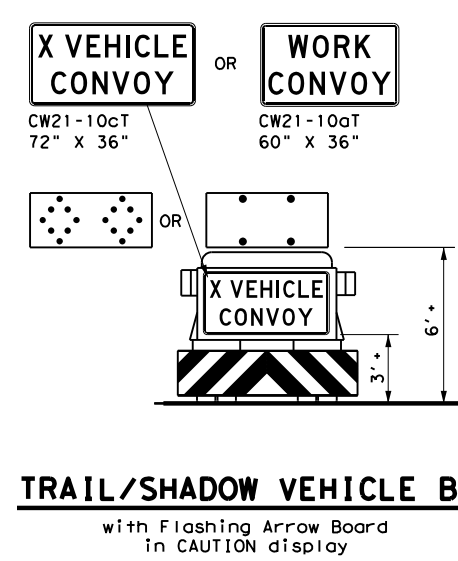 X VEHICLE
CONVOY
OR
WORK
CONVOY
CW21-10cT
72" X 36"
CW21-10aT
60" X 36"
OR
X VEHICLE
CONVOY
6' +
3' +
TRAIL/SHADOW VEHICLE B
with Flashing Arrow Board
in CAUTION display